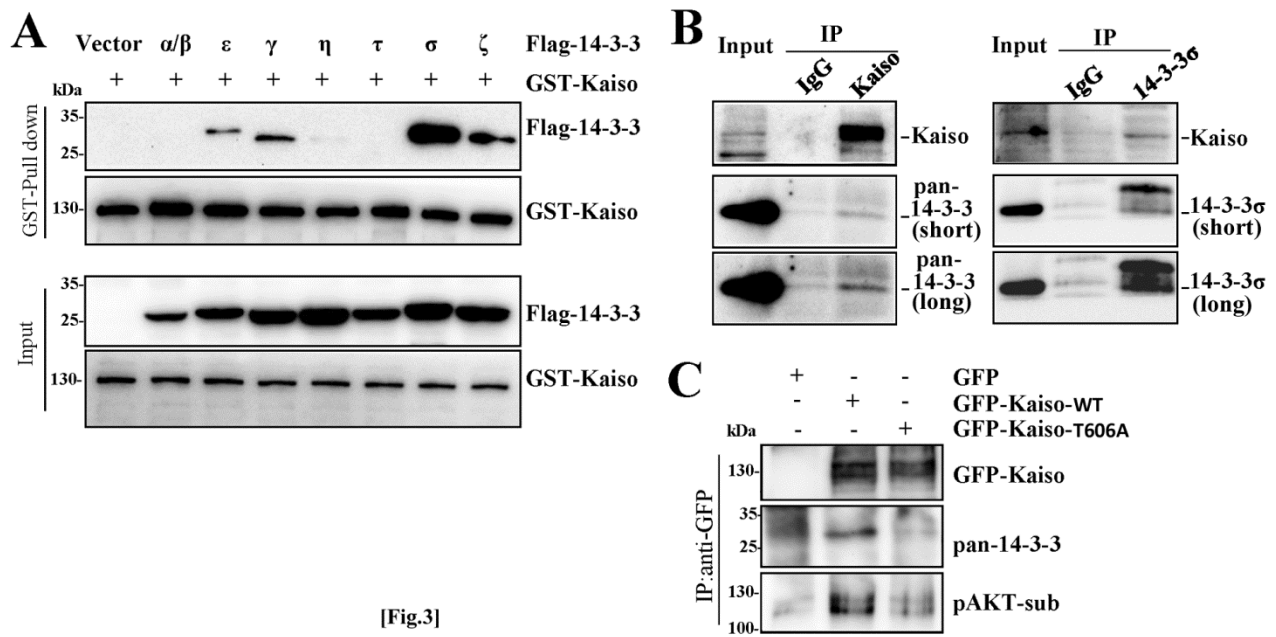 A
Vector α/β ε γ η τ σ ζ Flag-14-3-3
+ + + + + + + + GST-Kaiso
kDa
GST-Pull down
35-
25-
Flag-14-3-3
130-
GST-Kaiso
Input
35-
25-
Flag-14-3-3
130-
GST-Kaiso
B
Input IP
IgG Kaiso
-Kaiso
pan-
-14-3-3
(short)
pan-
-14-3-3
(long)
Input IP
IgG 14-3-3σ
-Kaiso
-14-3-3σ
(short)
-14-3-3σ
(long)
C
+ - - GFP
- + - GFP-Kaiso-WT
- - + GFP-Kaiso-T606A
kDa
IP:anti-GFP
130-
GFP-Kaiso
35-
25-
pan-14-3-3
130-
100-
pAKT-sub
[Fig.3]